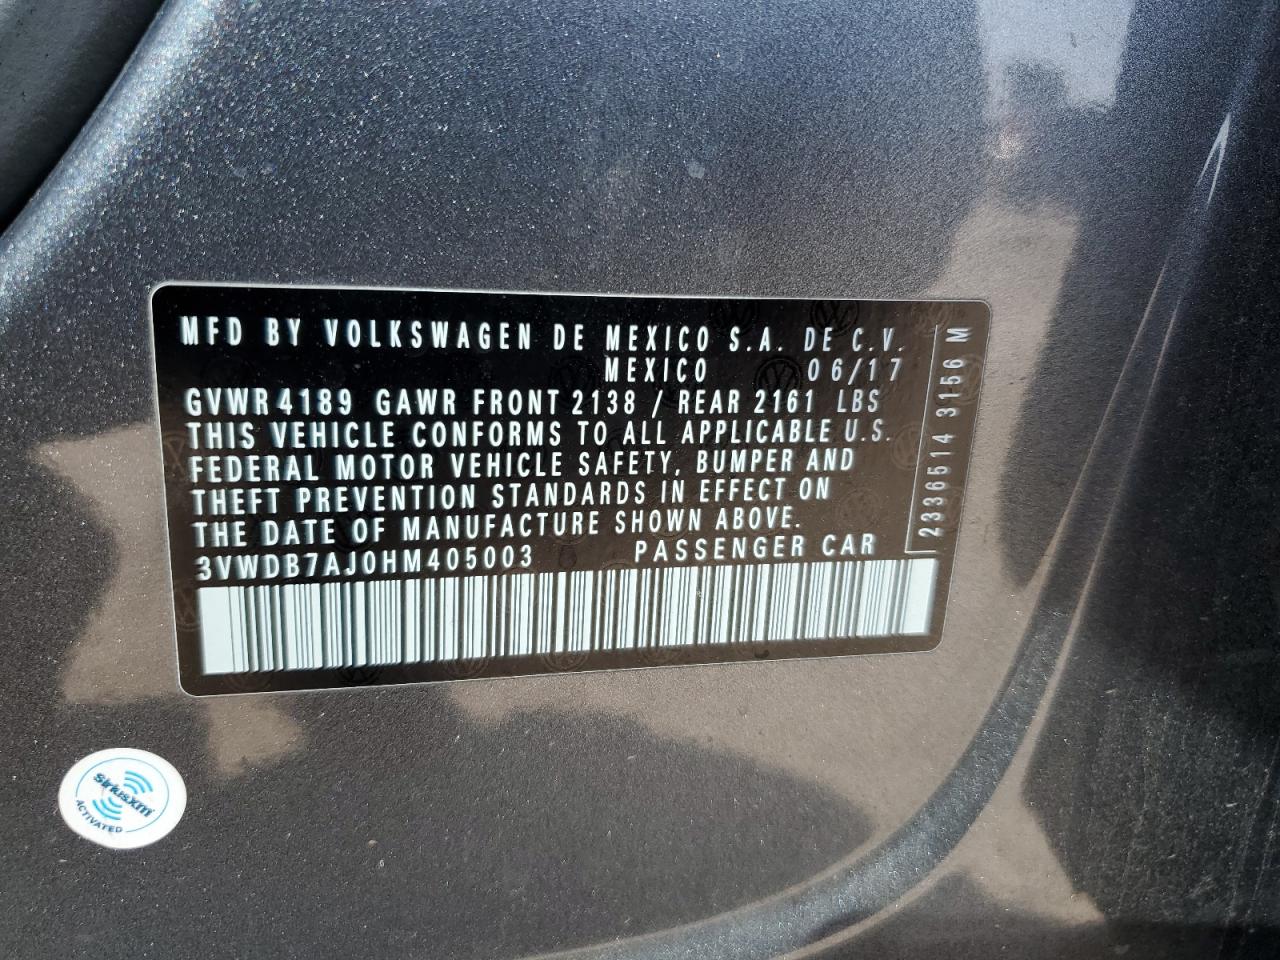 MFD BY VOLKSWAGEN DE MEXICO S.A. DE C.V.
MEXICO 06/17
GVWR 4189 GAWR FRONT 2138 / REAR 2161 LBS
THIS VEHICLE CONFORMS TO ALL APPLICABLE U.S.
FEDERAL MOTOR VEHICLE SAFETY, BUMPER AND
THEFT PREVENTION STANDARDS IN EFFECT ON
THE DATE OF MANUFACTURE SHOWN ABOVE.
3VWDB7AJ0HM405003 PASSENGER CAR
2336514 3156 M
siriusxm
ACTIVATED